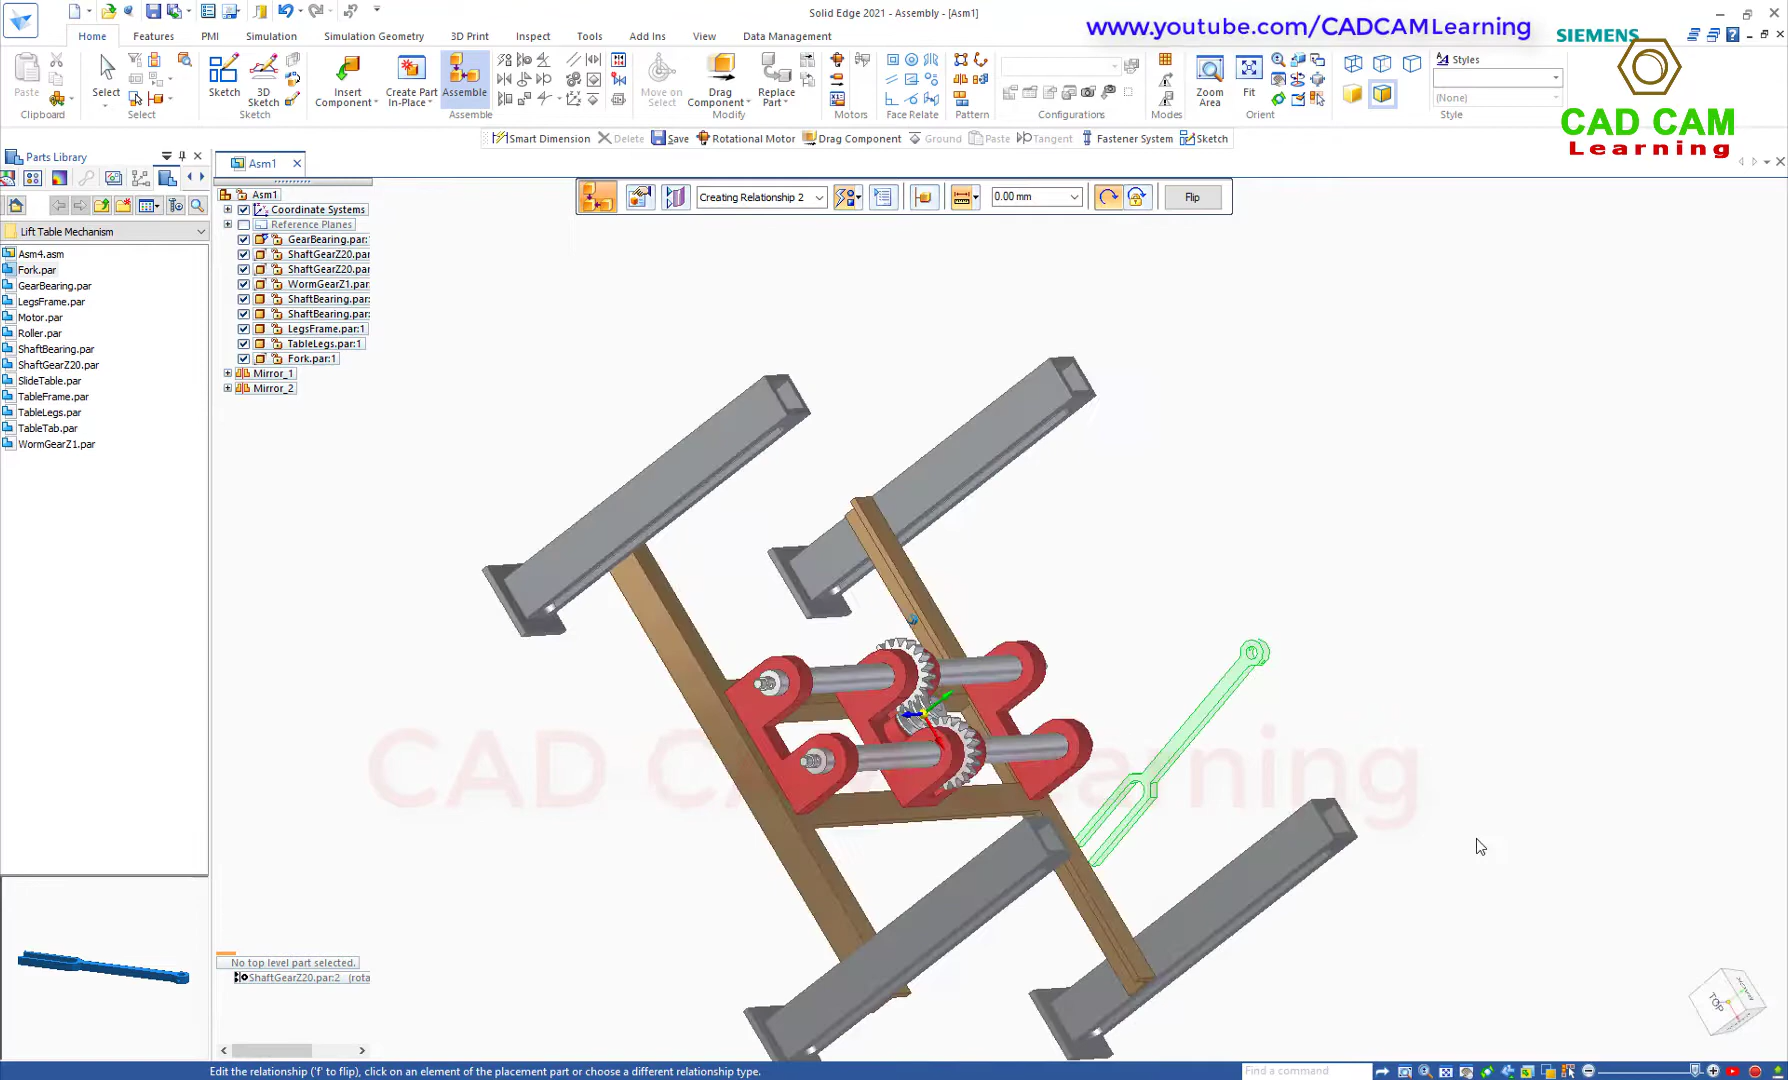 Solid Edge 2021 - Assembly - [Asm1]
www.youtube.com/CADCAMLearning
SIEMENS
Home
Features
PMI
Simulation
Simulation Geometry
3D Print
Inspect
Tools
Add Ins
View
Data Management
Paste
Clipboard
Select
Select
Sketch
3D Sketch
Sketch
Insert Component
Create Part In-Place
Assemble
Assemble
Move on Select
Drag Component
Replace Part
Modify
Motors
Face Relate
Pattern
Modes
Configurations
Zoom Area
Fit
Orient
Styles
(None)
Style
CAD CAM
Learning
Smart Dimension
Delete
Save
Rotational Motor
Drag Component
Ground
Paste
Tangent
Fastener System
Sketch
Parts Library
Asm1
Creating Relationship 2
0.00 mm
Flip
Lift Table Mechanism
Asm4.asm
Fork.par
GearBearing.par
LegsFrame.par
Motor.par
Roller.par
ShaftBearing.par
ShaftGearZ20.par
SlideTable.par
TableFrame.par
TableLegs.par
TableTab.par
WormGearZ1.par
Asm1
Coordinate Systems
Reference Planes
GearBearing.par:
ShaftGearZ20.par
ShaftGearZ20.par
WormGearZ1.par
ShaftBearing.par:
ShaftBearing.par:
LegsFrame.par:1
TableLegs.par:1
Fork.par:1
Mirror_1
Mirror_2
CAD CAM Learning
No top level part selected.
ShaftGearZ20.par:2 (rota
TOP
Edit the relationship ('f' to flip), click on an element of the placement part or choose a different relationship type.
Find a command